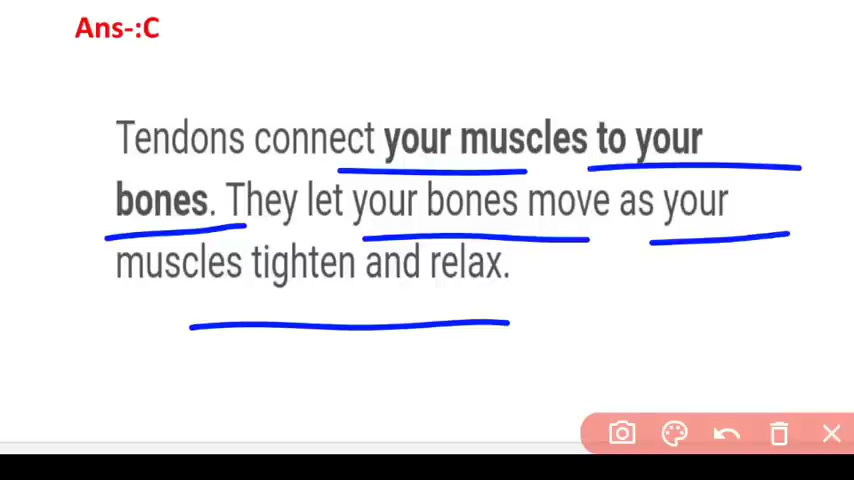 Ans-:C
Tendons connect your muscles to your
bones. They let your bones move as your
muscles tighten and relax.